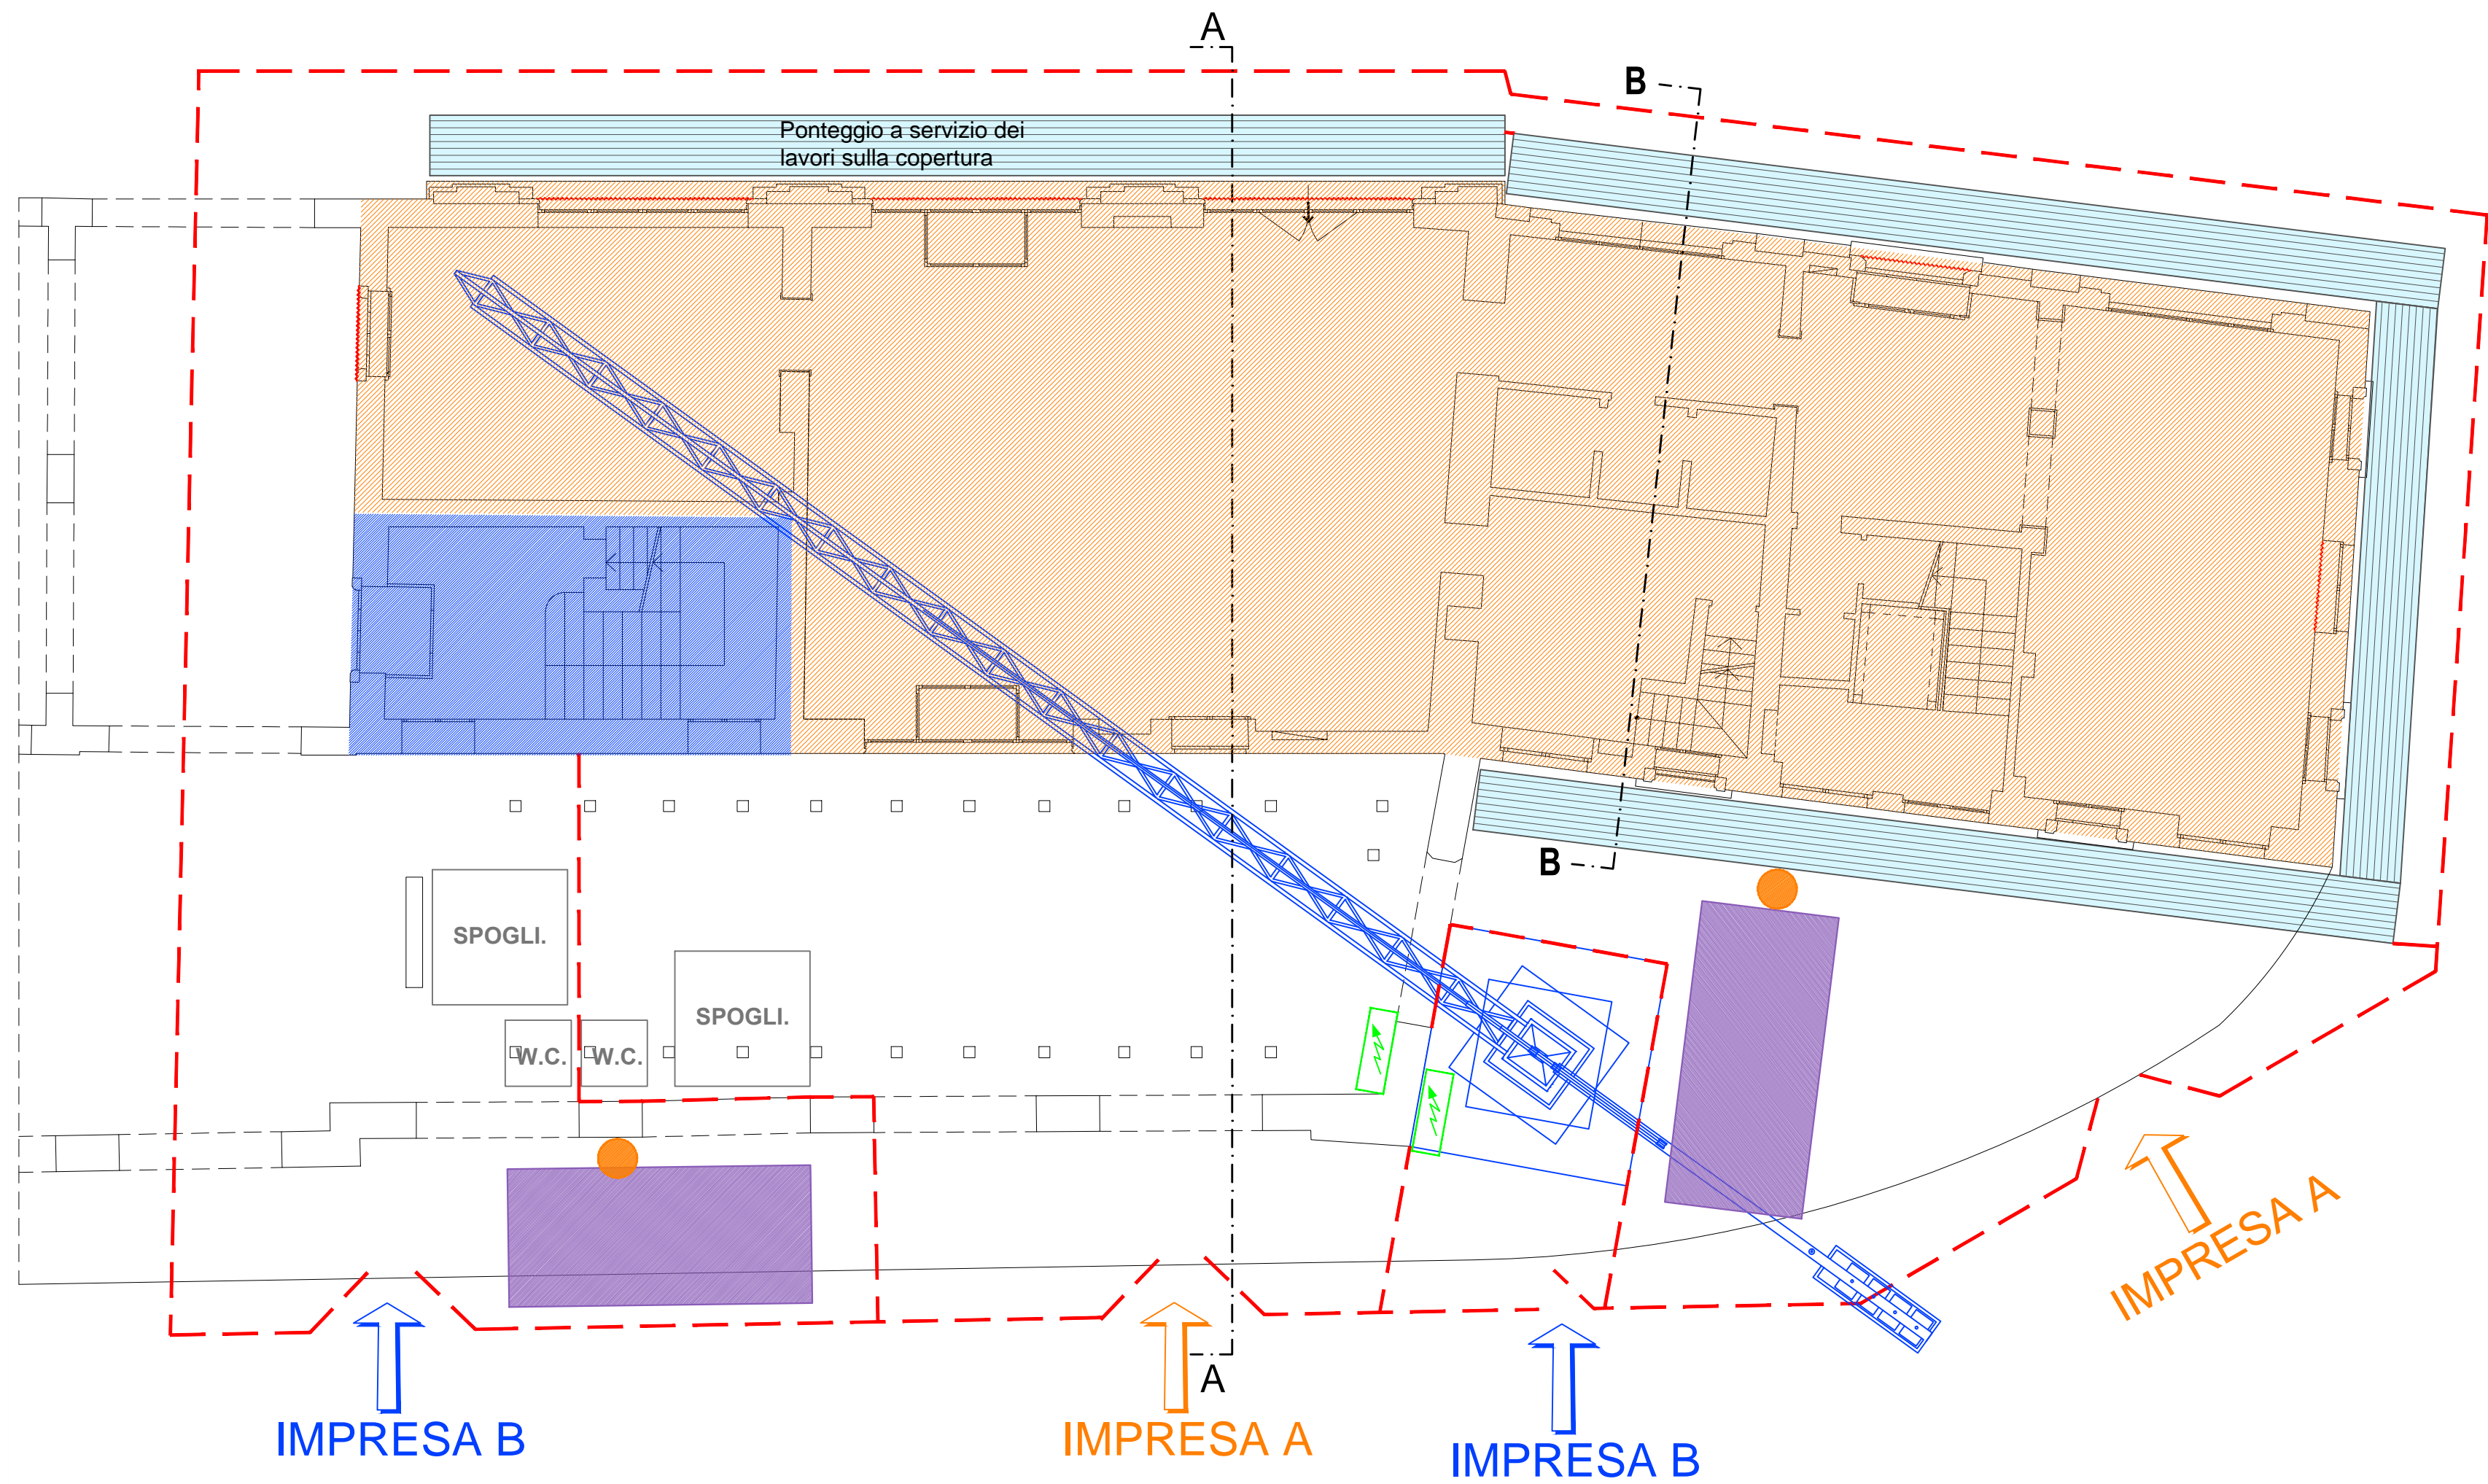 A
B
Ponteggio a servizio dei
lavori sulla copertura
B
SPOGLI.
SPOGLI.
W.C.
W.C.
IMPRESA A
A
IMPRESA B
IMPRESA A
IMPRESA B